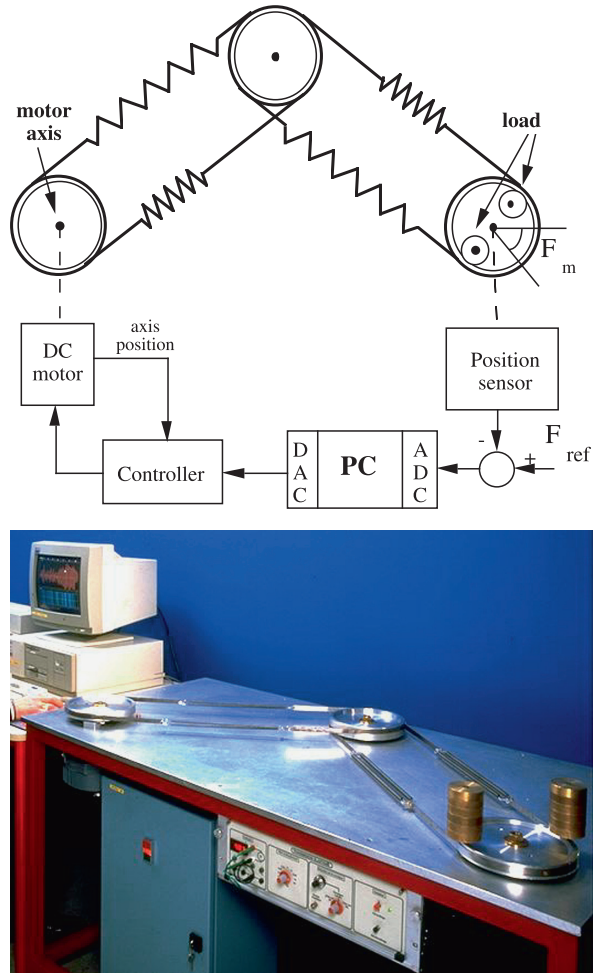 motor
axis
load
F
m
DC
motor
axis
position
Position
sensor
Controller
D
A
C
PC
A
D
C
-
+
F
ref